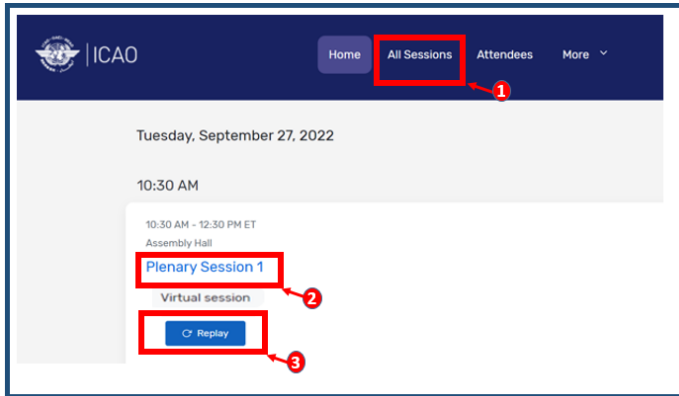 ICAO
Home All Sessions Attendees More
1
Tuesday, September 27, 2022
10:30 AM
10:30 AM - 12:30 PM ET
Assembly Hall
Plenary Session 1
Virtual session
2
Replay
3